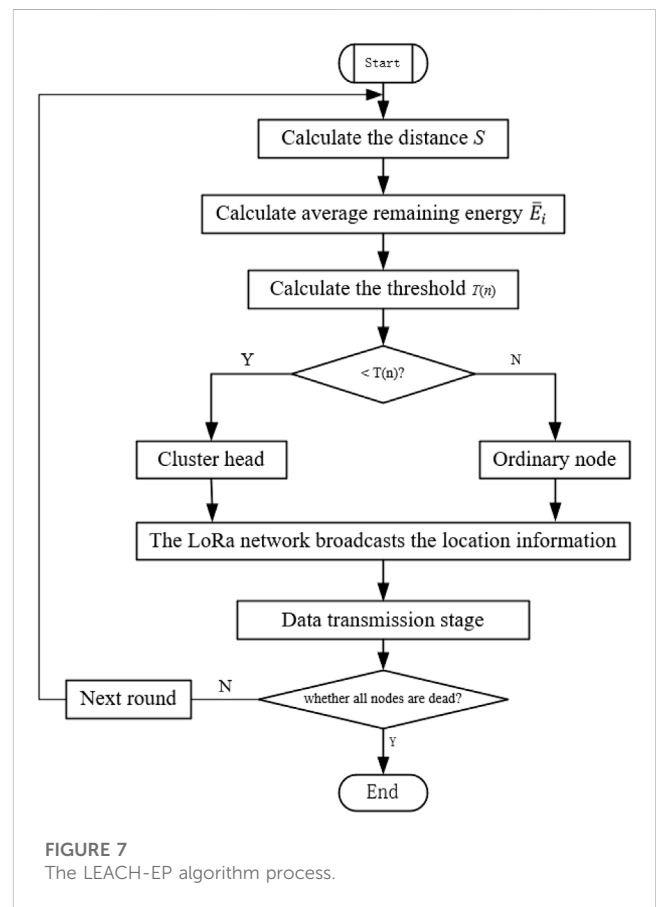 Start
Calculate the distance S
Calculate average remaining energy Ēᵢ
Calculate the threshold T(n)
Y
< T(n)?
N
Cluster head
Ordinary node
The LoRa network broadcasts the location information
Data transmission stage
Next round
N
whether all nodes are dead?
Y
End
FIGURE 7
The LEACH-EP algorithm process.